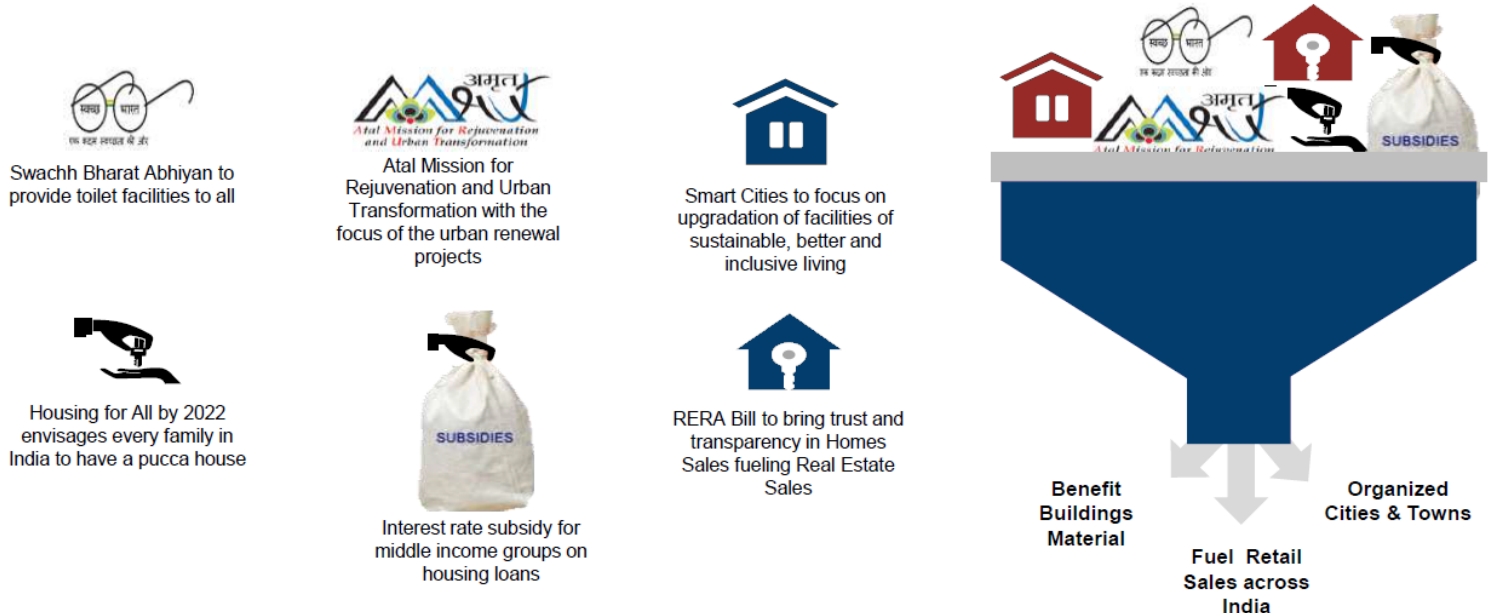 स्वच्छ भारत
एक कदम स्वच्छता की ओर
Swachh Bharat Abhiyan to
provide toilet facilities to all
अमृत
Atal Mission for Rejuvenation
and Urban Transformation
Atal Mission for
Rejuvenation and Urban
Transformation with the
focus of the urban renewal
projects
Smart Cities to focus on
upgradation of facilities of
sustainable, better and
inclusive living
Housing for All by 2022
envisages every family in
India to have a pucca house
SUBSIDIES
Interest rate subsidy for
middle income groups on
housing loans
RERA Bill to bring trust and
transparency in Homes
Sales fueling Real Estate
Sales
स्वच्छ भारत
एक कदम स्वच्छता की ओर
अमृत
Atal Mission for Rejuvenation
SUBSIDIES
Benefit
Buildings
Material
Fuel Retail
Sales across
India
Organized
Cities & Towns